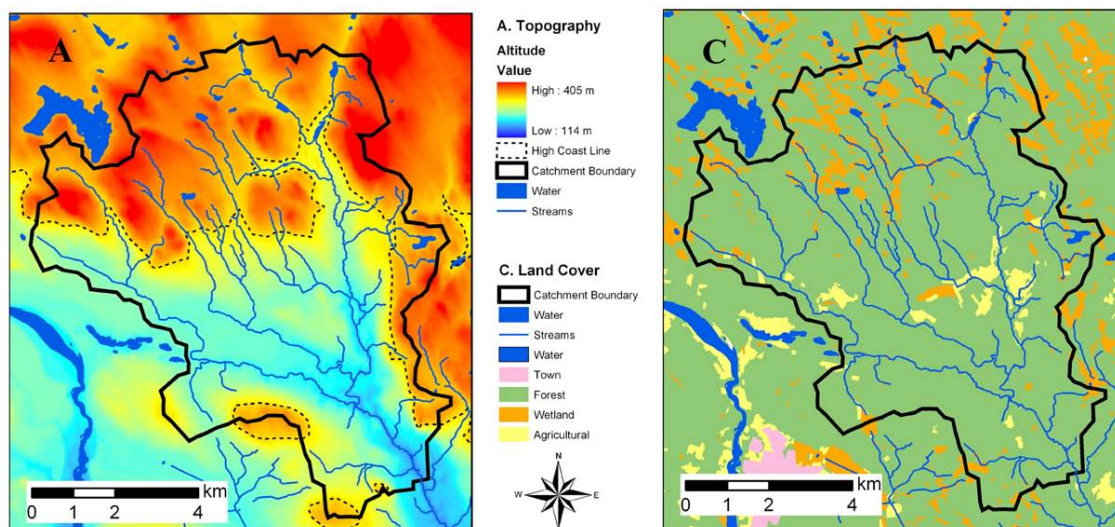 A
0 1 2 4
km
A. Topography
Altitude
Value
High : 405 m
Low : 114 m
High Coast Line
Catchment Boundary
Water
Streams
C. Land Cover
Catchment Boundary
Water
Streams
Water
Town
Forest
Wetland
Agricultural
N
W E
S
C
0 1 2 4
km